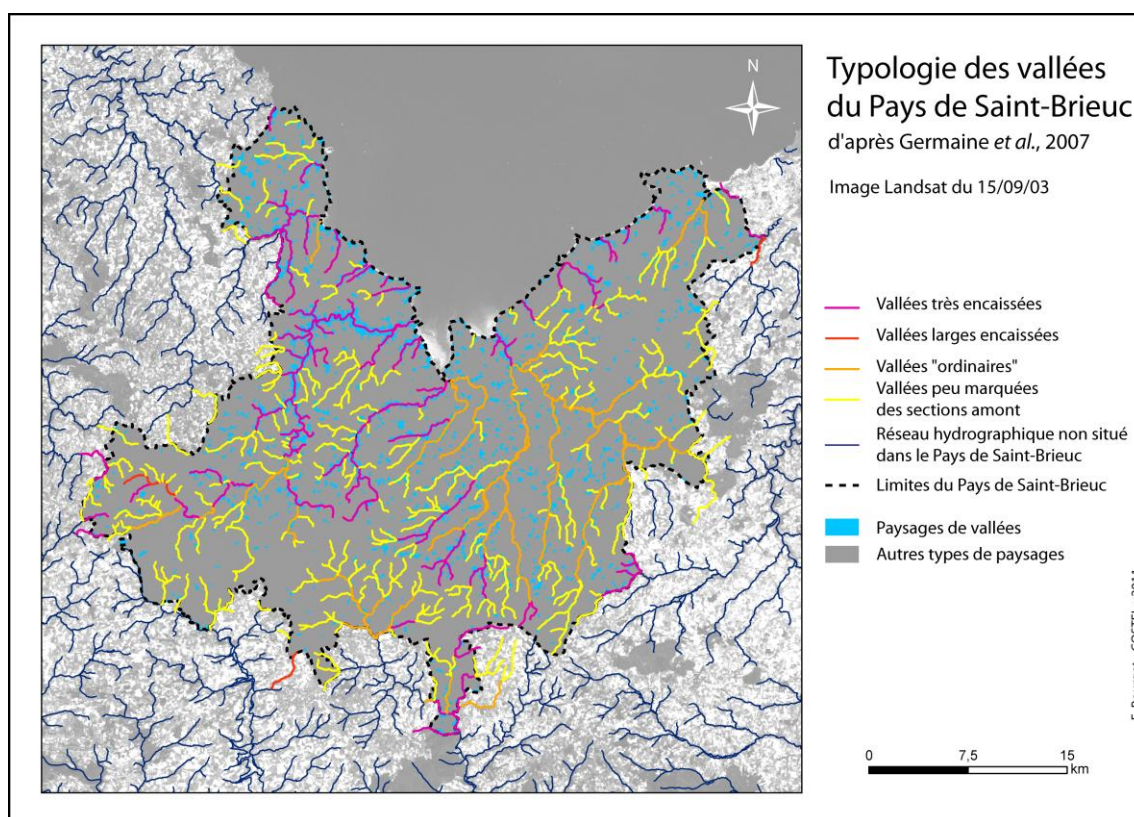 Typologie des vallées
du Pays de Saint-Brieuc
d'après Germaine et al., 2007
Image Landsat du 15/09/03
N
Vallées très encaissées
Vallées larges encaissées
Vallées "ordinaires"
Vallées peu marquées
des sections amont
Réseau hydrographique non situé
dans le Pays de Saint-Brieuc
Limites du Pays de Saint-Brieuc
Paysages de vallées
Autres types de paysages
0
7,5
15
km